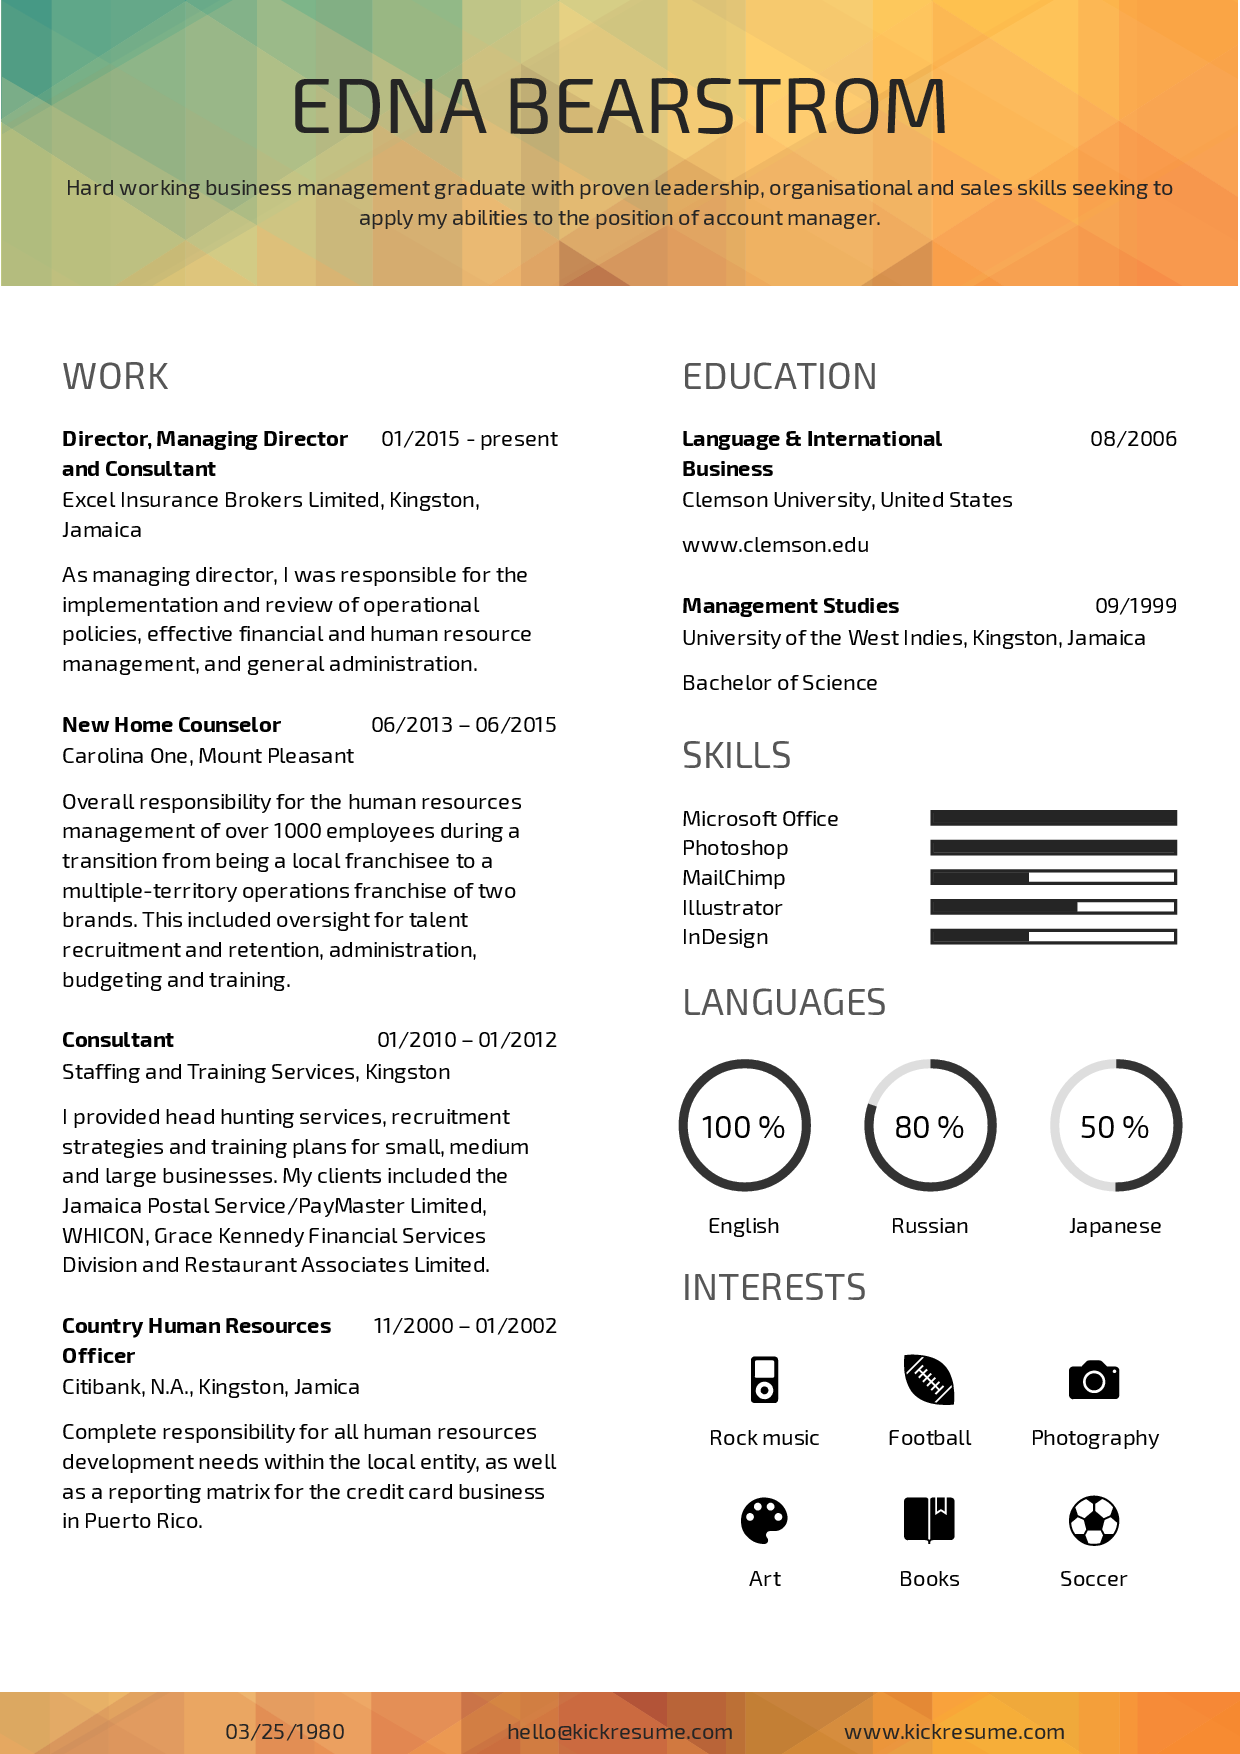 EDNA BEARSTROM
Hard working business management graduate with proven leadership, organisational and sales skills seeking to
apply my abilities to the position of account manager.
WORK
Director, Managing Director 01/2015 - present
and Consultant
Excel Insurance Brokers Limited, Kingston,
Jamaica
As managing director, I was responsible for the
implementation and review of operational
policies, effective financial and human resource
management, and general administration.
New Home Counselor 06/2013 – 06/2015
Carolina One, Mount Pleasant
Overall responsibility for the human resources
management of over 1000 employees during a
transition from being a local franchisee to a
multiple-territory operations franchise of two
brands. This included oversight for talent
recruitment and retention, administration,
budgeting and training.
Consultant 01/2010 – 01/2012
Staffing and Training Services, Kingston
I provided head hunting services, recruitment
strategies and training plans for small, medium
and large businesses. My clients included the
Jamaica Postal Service/PayMaster Limited,
WHICON, Grace Kennedy Financial Services
Division and Restaurant Associates Limited.
Country Human Resources 11/2000 – 01/2002
Officer
Citibank, N.A., Kingston, Jamica
Complete responsibility for all human resources
development needs within the local entity, as well
as a reporting matrix for the credit card business
in Puerto Rico.
EDUCATION
Language & International 08/2006
Business
Clemson University, United States
www.clemson.edu
Management Studies 09/1999
University of the West Indies, Kingston, Jamaica
Bachelor of Science
SKILLS
Microsoft Office
Photoshop
MailChimp
Illustrator
InDesign
LANGUAGES
100 % 80 % 50 %
English Russian Japanese
INTERESTS
Rock music Football Photography
Art Books Soccer
03/25/1980 hello@kickresume.com www.kickresume.com